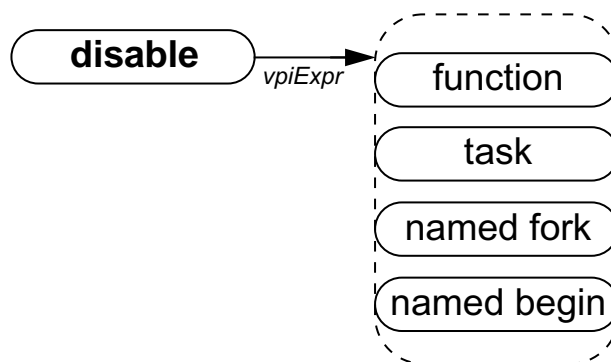 disable
vpiExpr
function
task
named fork
named begin